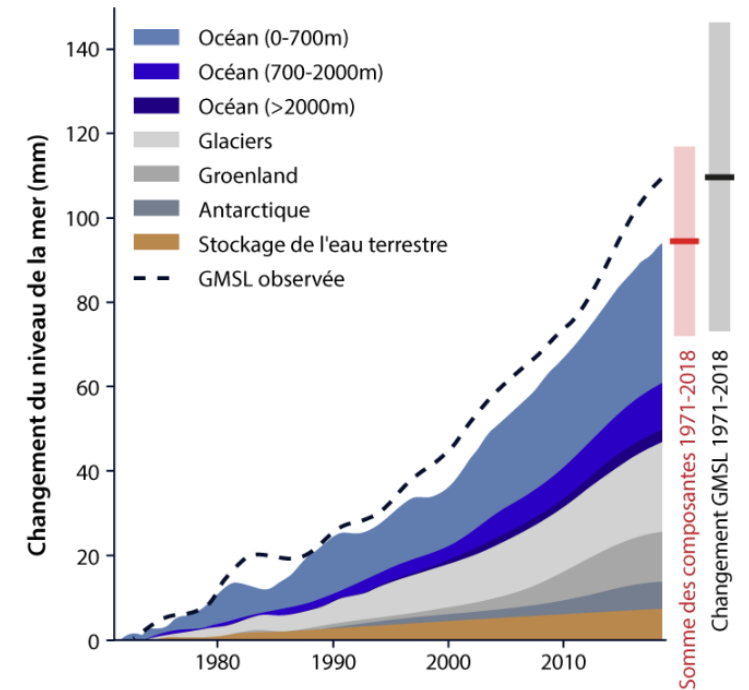 Changement du niveau de la mer (mm)
140
120
100
80
60
40
20
0
Océan (0-700m)
Océan (700-2000m)
Océan (>2000m)
Glaciers
Groenland
Antarctique
Stockage de l'eau terrestre
GMSL observée
1980
1990
2000
2010
Somme des composantes 1971-2018
Changement GMSL 1971-2018